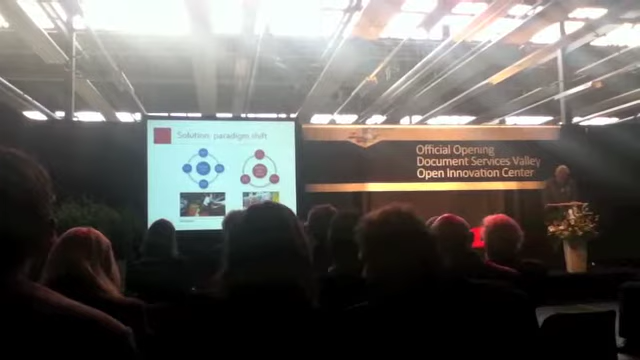 Solution: paradigm shift
Official Opening
Document Services Valley
Open Innovation Center